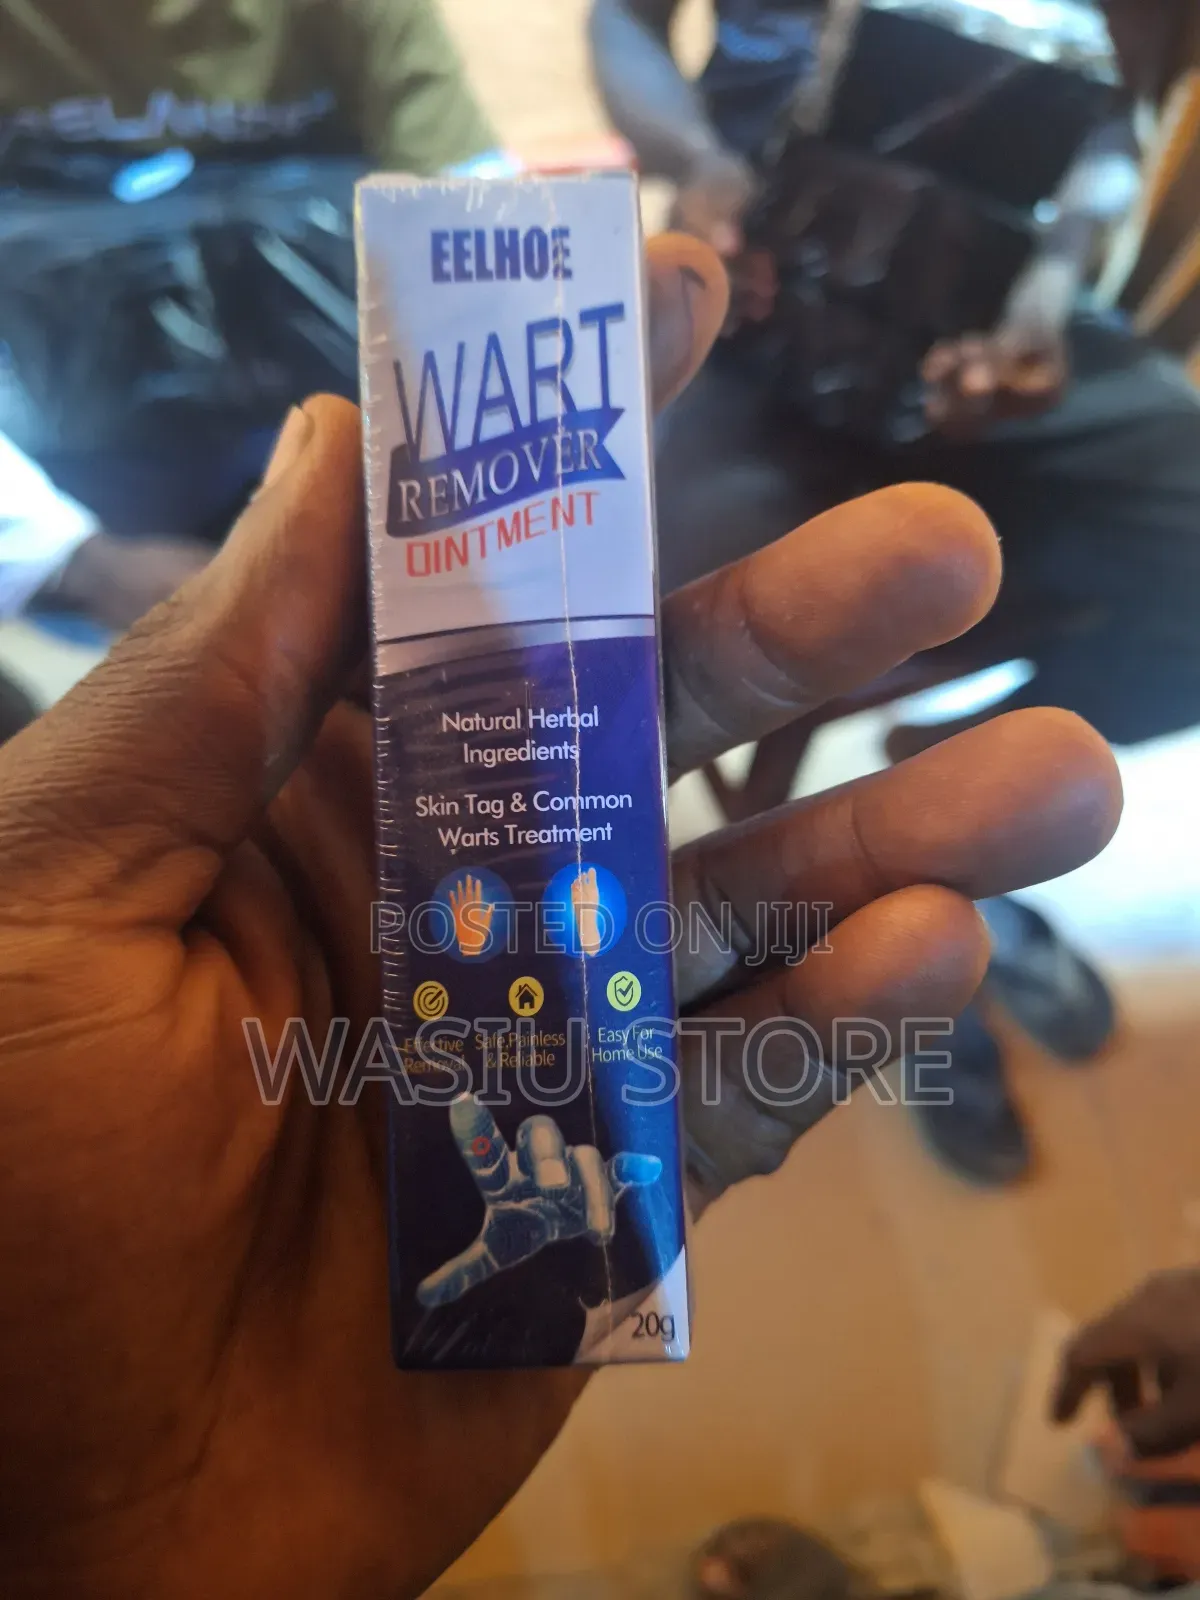 EELHOE
WART
REMOVER
OINTMENT
Natural Herbal
Ingredients
Skin Tag & Common
Warts Treatment
POSTED ON JIJI
Effective
Removal
Safe,Painless
& Reliable
Easy For
Home Use
WASIU STORE
20g